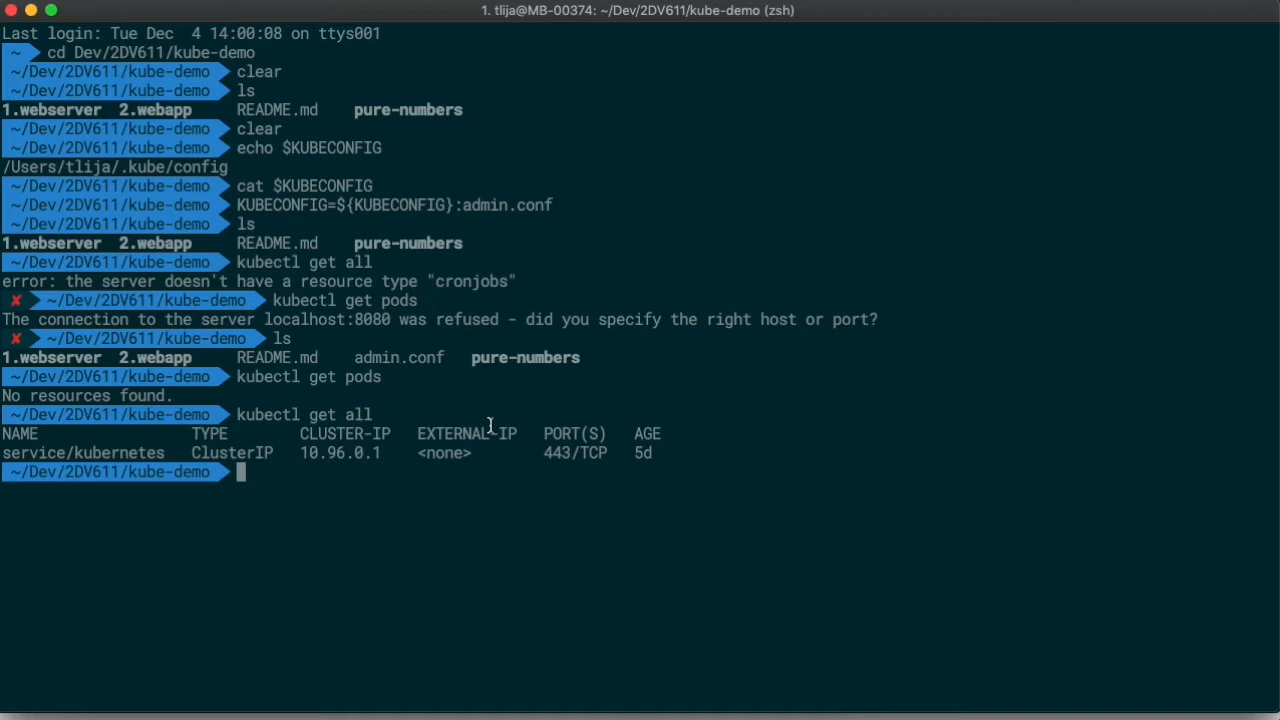 1. tlija@MB-00374: ~/Dev/2DV611/kube-demo (zsh)
Last login: Tue Dec  4 14:00:08 on ttys001
~ cd Dev/2DV611/kube-demo
~/Dev/2DV611/kube-demo clear
~/Dev/2DV611/kube-demo ls
1.webserver  2.webapp     README.md    pure-numbers
~/Dev/2DV611/kube-demo clear
~/Dev/2DV611/kube-demo echo $KUBECONFIG
/Users/tlija/.kube/config
~/Dev/2DV611/kube-demo cat $KUBECONFIG
~/Dev/2DV611/kube-demo KUBECONFIG=${KUBECONFIG}:admin.conf
~/Dev/2DV611/kube-demo ls
1.webserver  2.webapp     README.md    pure-numbers
~/Dev/2DV611/kube-demo kubectl get all
error: the server doesn't have a resource type "cronjobs"
✘ ~/Dev/2DV611/kube-demo kubectl get pods
The connection to the server localhost:8080 was refused - did you specify the right host or port?
✘ ~/Dev/2DV611/kube-demo ls
1.webserver  2.webapp     README.md    admin.conf   pure-numbers
~/Dev/2DV611/kube-demo kubectl get pods
No resources found.
~/Dev/2DV611/kube-demo kubectl get all
NAME                 TYPE        CLUSTER-IP   EXTERNAL-IP   PORT(S)   AGE
service/kubernetes   ClusterIP   10.96.0.1    <none>        443/TCP   5d
~/Dev/2DV611/kube-demo